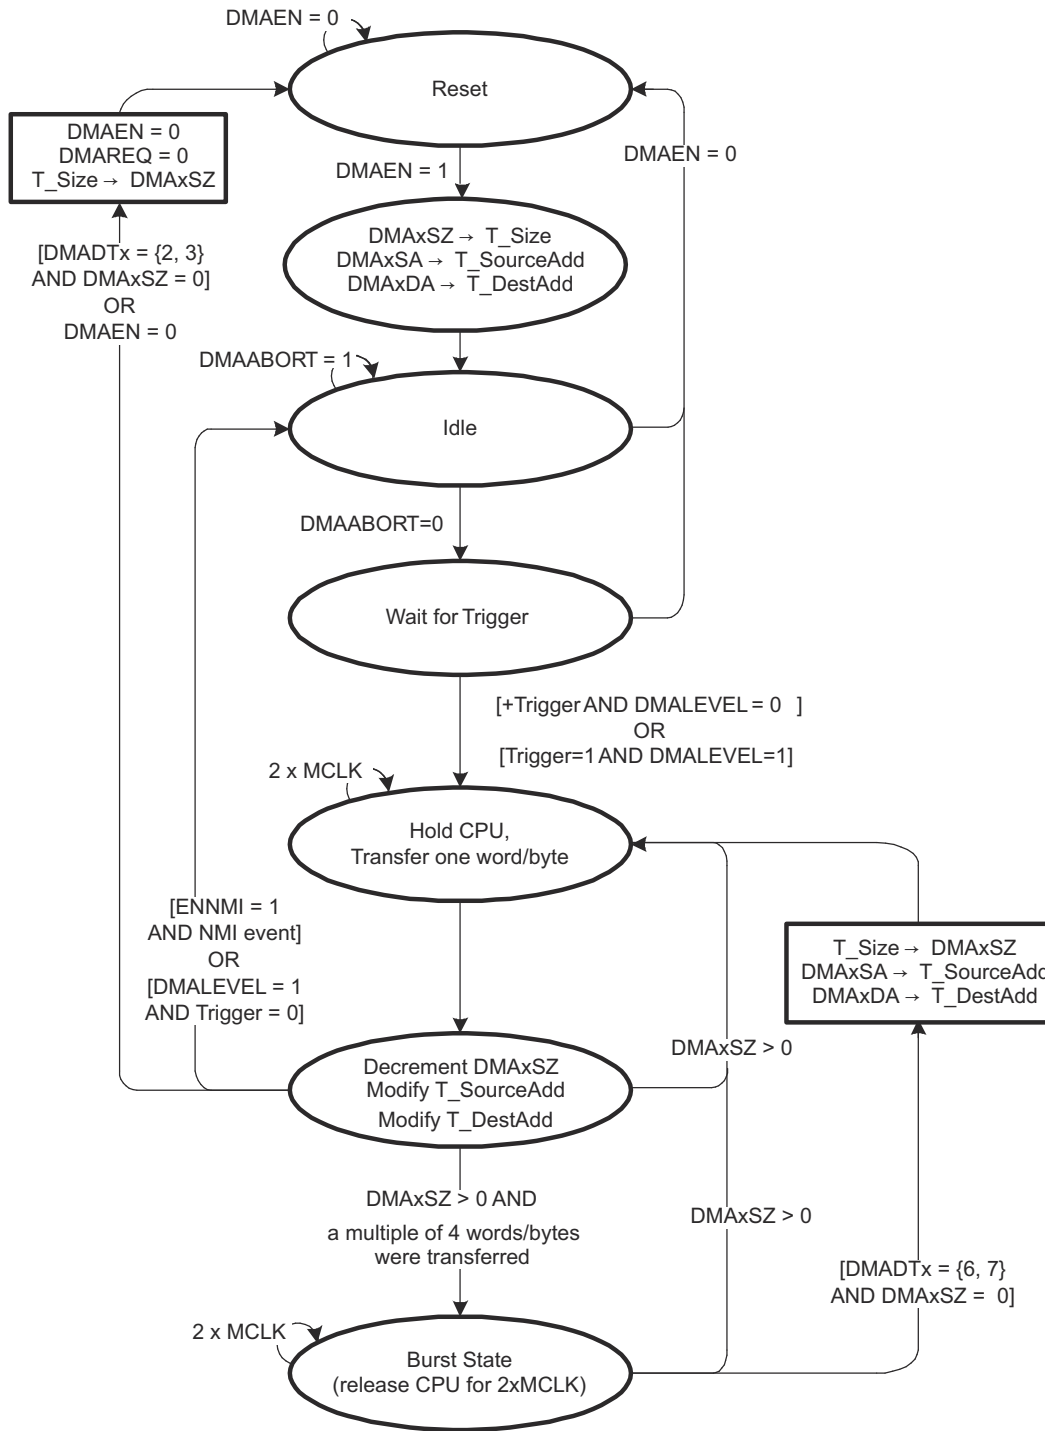 DMAEN = 0
Reset
DMAEN = 0
DMAREQ = 0
T_Size → DMAxSZ
DMAEN = 0
DMAEN = 1
DMAxSZ → T_Size
DMAxSA → T_SourceAdd
DMAxDA → T_DestAdd
[DMADTx = {2, 3}
AND DMAxSZ = 0]
OR
DMAEN = 0
DMAABORT = 1
Idle
DMAABORT=0
Wait for Trigger
[+Trigger AND DMALEVEL = 0 ]
OR
[Trigger=1 AND DMALEVEL=1]
2 x MCLK
Hold CPU,
Transfer one word/byte
[ENNMI = 1
AND NMI event]
OR
[DMALEVEL = 1
AND Trigger = 0]
T_Size → DMAxSZ
DMAxSA → T_SourceAdd
DMAxDA → T_DestAdd
DMAxSZ > 0
Decrement DMAxSZ
Modify T_SourceAdd
Modify T_DestAdd
DMAxSZ > 0 AND
a multiple of 4 words/bytes
were transferred
DMAxSZ > 0
[DMADTx = {6, 7}
AND DMAxSZ = 0]
2 x MCLK
Burst State
(release CPU for 2xMCLK)